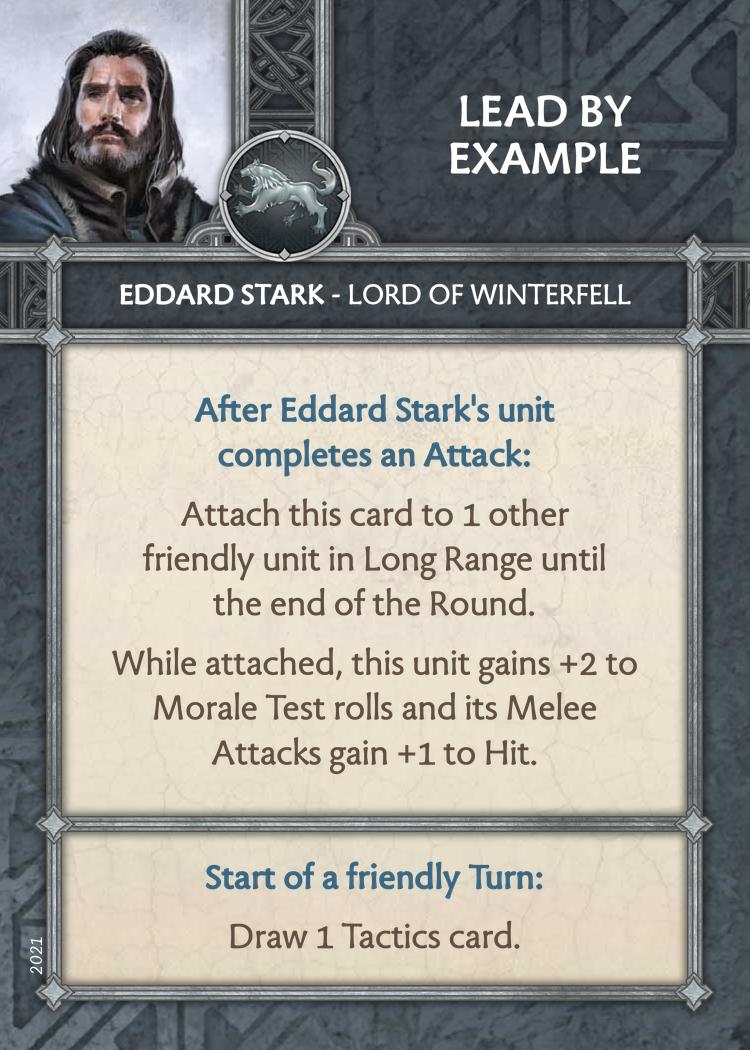 LEAD BY
EXAMPLE
EDDARD STARK - LORD OF WINTERFELL
After Eddard Stark's unit
completes an Attack:
Attach this card to 1 other
friendly unit in Long Range until
the end of the Round.
While attached, this unit gains +2 to
Morale Test rolls and its Melee
Attacks gain +1 to Hit.
Start of a friendly Turn:
Draw 1 Tactics card.
2021